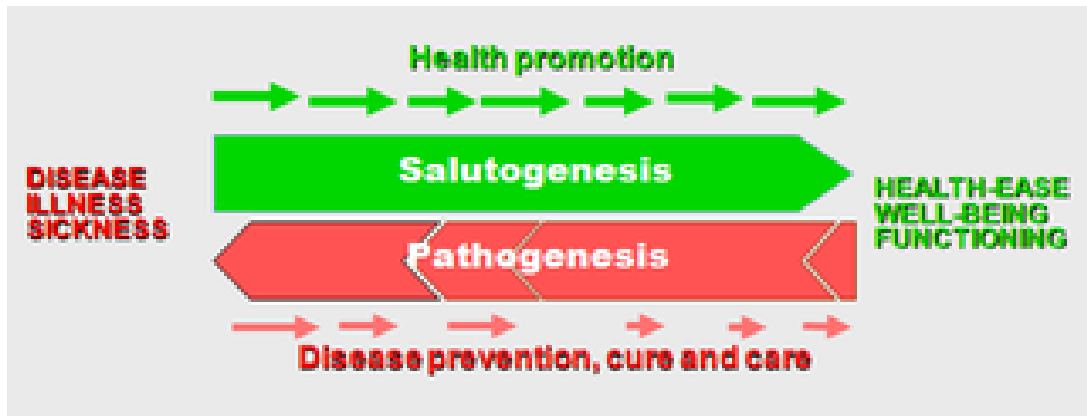 Health promotion
Salutogenesis
DISEASE
ILLNESS
SICKNESS
HEALTH-EASE
WELL-BEING
FUNCTIONING
Pathogenesis
Disease prevention, cure and care